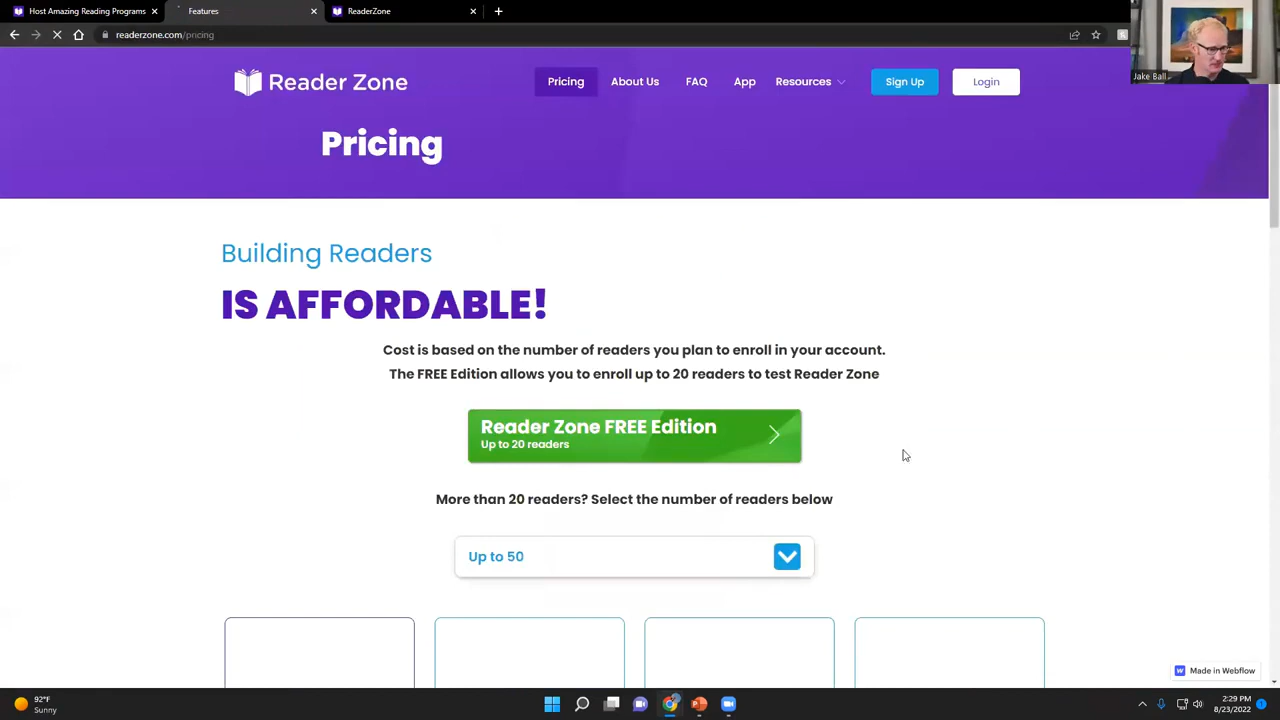 Host Amazing Reading Programs
Features
ReaderZone
readerzone.com/pricing
Jake Ball
Reader Zone
Pricing
About Us
FAQ
App
Resources
Sign Up
Login
Pricing
Building Readers
IS AFFORDABLE!
Cost is based on the number of readers you plan to enroll in your account.
The FREE Edition allows you to enroll up to 20 readers to test Reader Zone
Reader Zone FREE Edition
Up to 20 readers
More than 20 readers? Select the number of readers below
Up to 50
Made in Webflow
92°F
Sunny
2:29 PM
8/23/2022